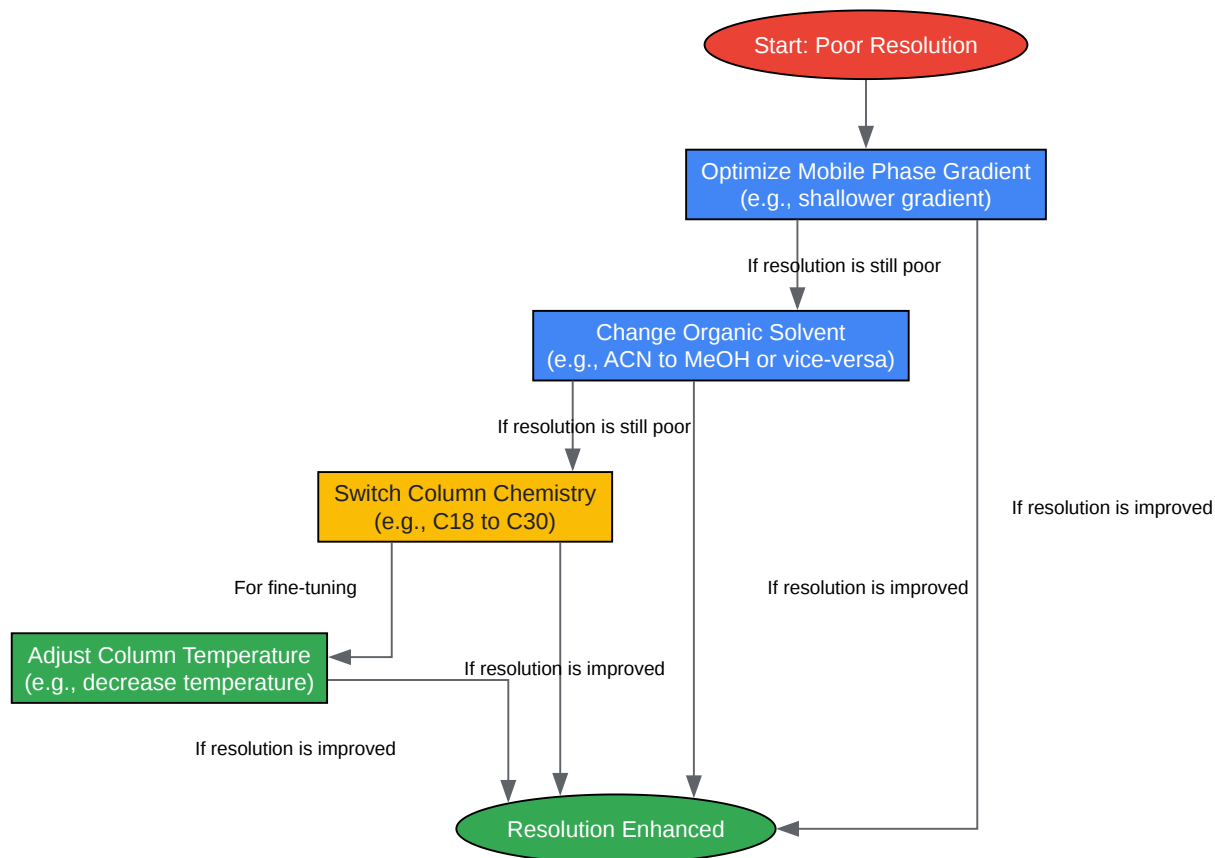 Start: Poor Resolution
Optimize Mobile Phase Gradient
(e.g., shallower gradient)
If resolution is still poor
Change Organic Solvent
(e.g., ACN to MeOH or vice-versa)
If resolution is still poor
Switch Column Chemistry
(e.g., C18 to C30)
If resolution is improved
For fine-tuning
If resolution is improved
Adjust Column Temperature
(e.g., decrease temperature)
If resolution is improved
If resolution is improved
Resolution Enhanced